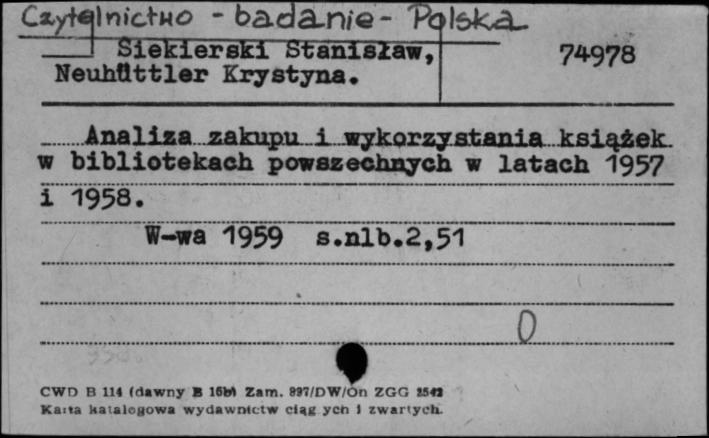 Czytelnictwo - badanie - Polska
Siekierski Stanisław, 74978
Neuhüttler Krystyna.
Analiza zakupu i wykorzystania książek
w bibliotekach powszechnych w latach 1957
i 1958.
W-wa 1959 s.nlb.2,51
0
CWD B 114 (dawny B 16b) Zam. 897/DW/On ZGG 2542
Karta katalogowa wydawnictw ciągłych i zwartych.